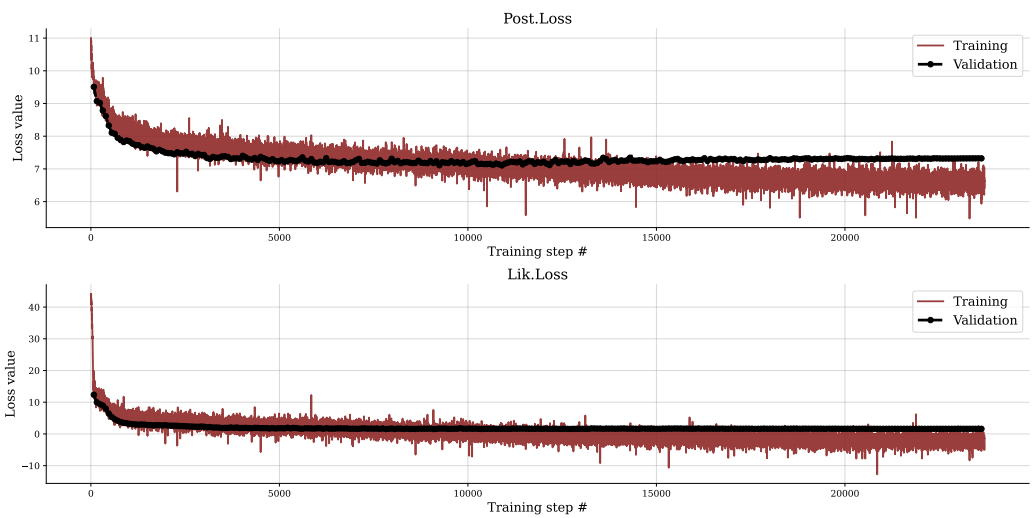 Post.Loss
11
10
9
8
7
6
Loss value
Training
Validation
0 5000 10000 15000 20000
Training step #
Lik.Loss
40
30
20
10
0
−10
Loss value
Training
Validation
0 5000 10000 15000 20000
Training step #